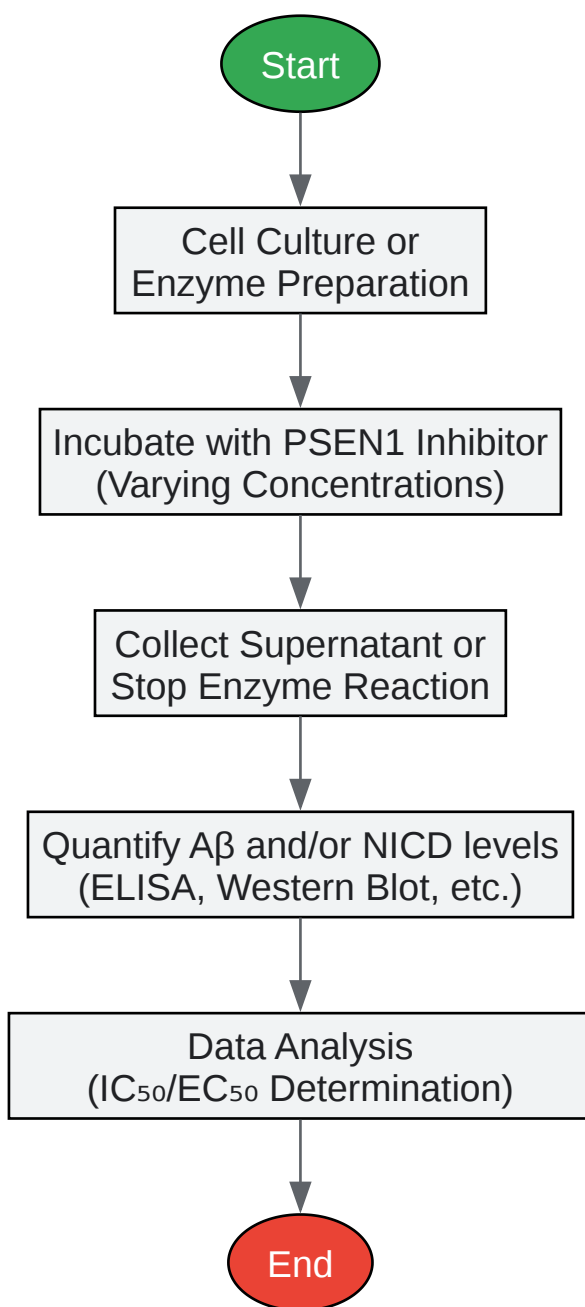 Start
Cell Culture or
Enzyme Preparation
Incubate with PSEN1 Inhibitor
(Varying Concentrations)
Collect Supernatant or
Stop Enzyme Reaction
Quantify Aβ and/or NICD levels
(ELISA, Western Blot, etc.)
Data Analysis
(IC₅₀/EC₅₀ Determination)
End